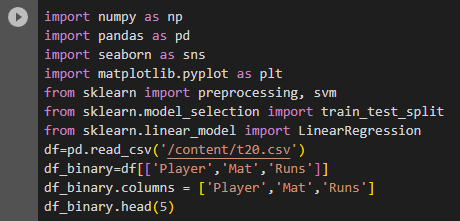 import numpy as np
import pandas as pd
import seaborn as sns
import matplotlib.pyplot as plt
from sklearn import preprocessing, svm
from sklearn.model_selection import train_test_split
from sklearn.linear_model import LinearRegression
df=pd.read_csv('/content/t20.csv')
df_binary=df[['Player','Mat','Runs']]
df_binary.columns = ['Player','Mat','Runs']
df_binary.head(5)